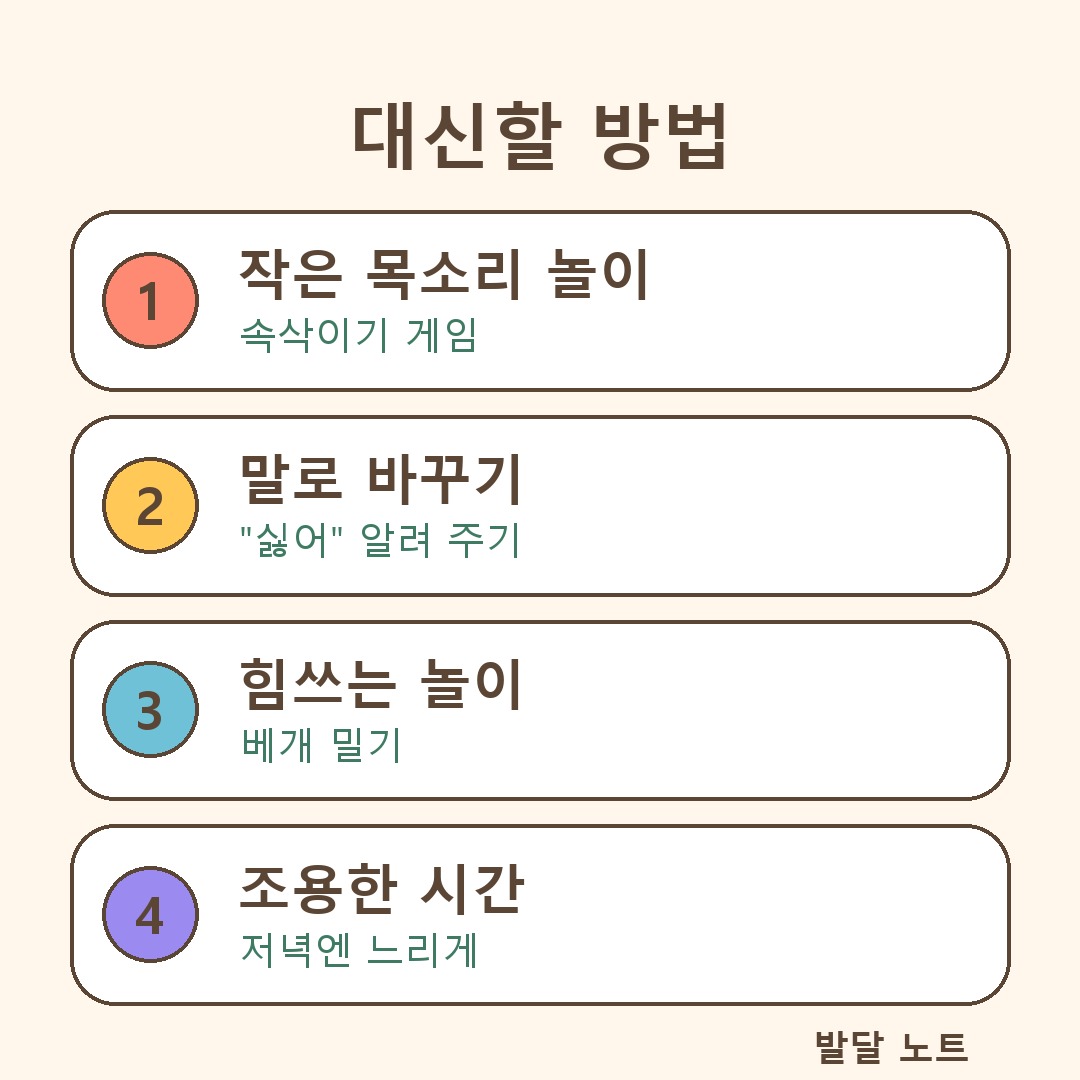 대신할 방법
1
작은 목소리 놀이
속삭이기 게임
2
말로 바꾸기
"싫어" 알려 주기
3
힘쓰는 놀이
베개 밀기
4
조용한 시간
저녁엔 느리게
발달 노트